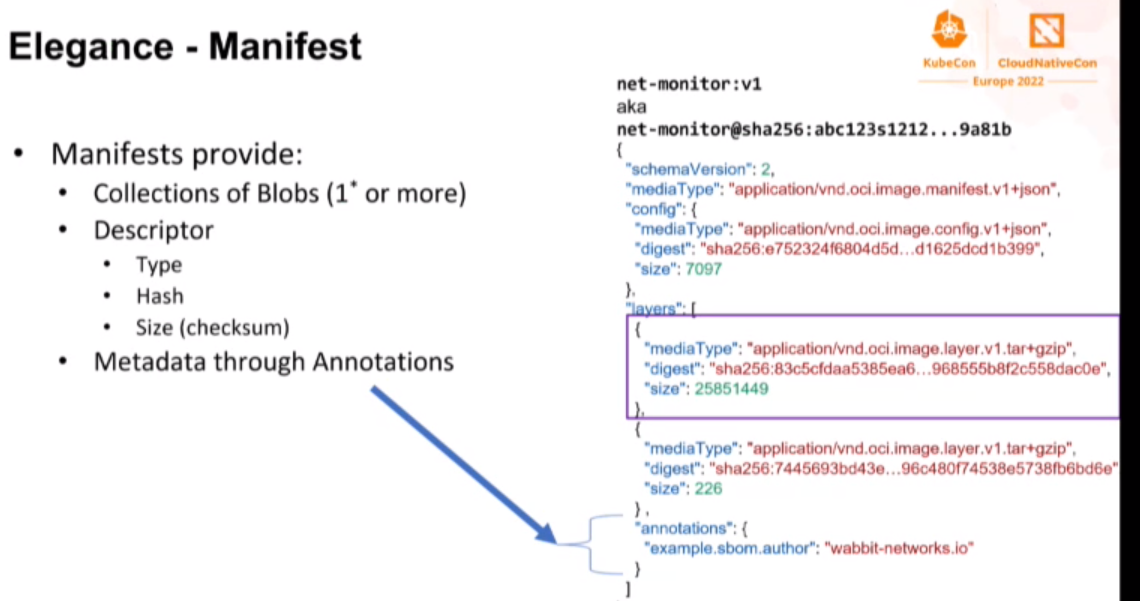 Elegance - Manifest
KubeCon
CloudNativeCon
Europe 2022
• Manifests provide:
• Collections of Blobs (1* or more)
• Descriptor
• Type
• Hash
• Size (checksum)
• Metadata through Annotations
net-monitor:v1
aka
net-monitor@sha256:abc123s1212...9a81b
{
"schemaVersion": 2,
"mediaType": "application/vnd.oci.image.manifest.v1+json",
"config": {
"mediaType": "application/vnd.oci.image.config.v1+json",
"digest": "sha256:e752324f6804d5d...d1625dcd1b399",
"size": 7097
},
"layers": [
{
"mediaType": "application/vnd.oci.image.layer.v1.tar+gzip",
"digest": "sha256:83c5cfdaa5385ea6...968555b8f2c558dac0e",
"size": 25851449
},
{
"mediaType": "application/vnd.oci.image.layer.v1.tar+gzip",
"digest": "sha256:7445693bd43e...96c480f74538e5738fb6bd6e"
"size": 226
},
"annotations": {
"example.sbom.author": "wabbit-networks.io"
}
]